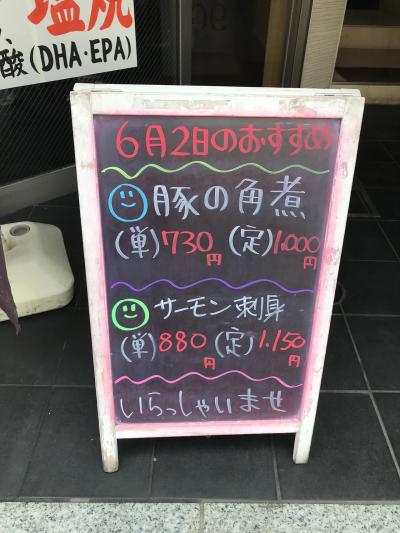 塩焼
酸(DHA・EPA)
6月2日のおすすめ
豚の角煮
(単)730円 (定)1.000円
サーモン刺身
(単)880円 (定)1.150円
いらっしゃいませ